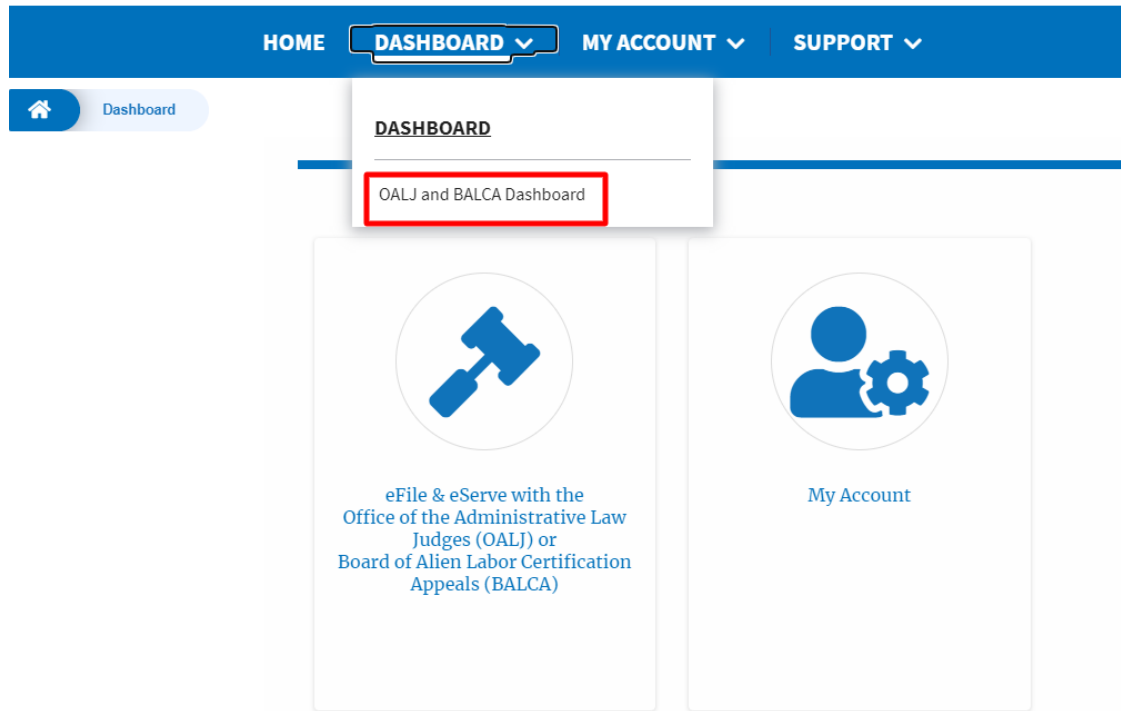 HOME DASHBOARD MY ACCOUNT SUPPORT
Dashboard
DASHBOARD
OALJ and BALCA Dashboard
eFile & eServe with the
Office of the Administrative Law
Judges (OALJ) or
Board of Alien Labor Certification
Appeals (BALCA)
My Account